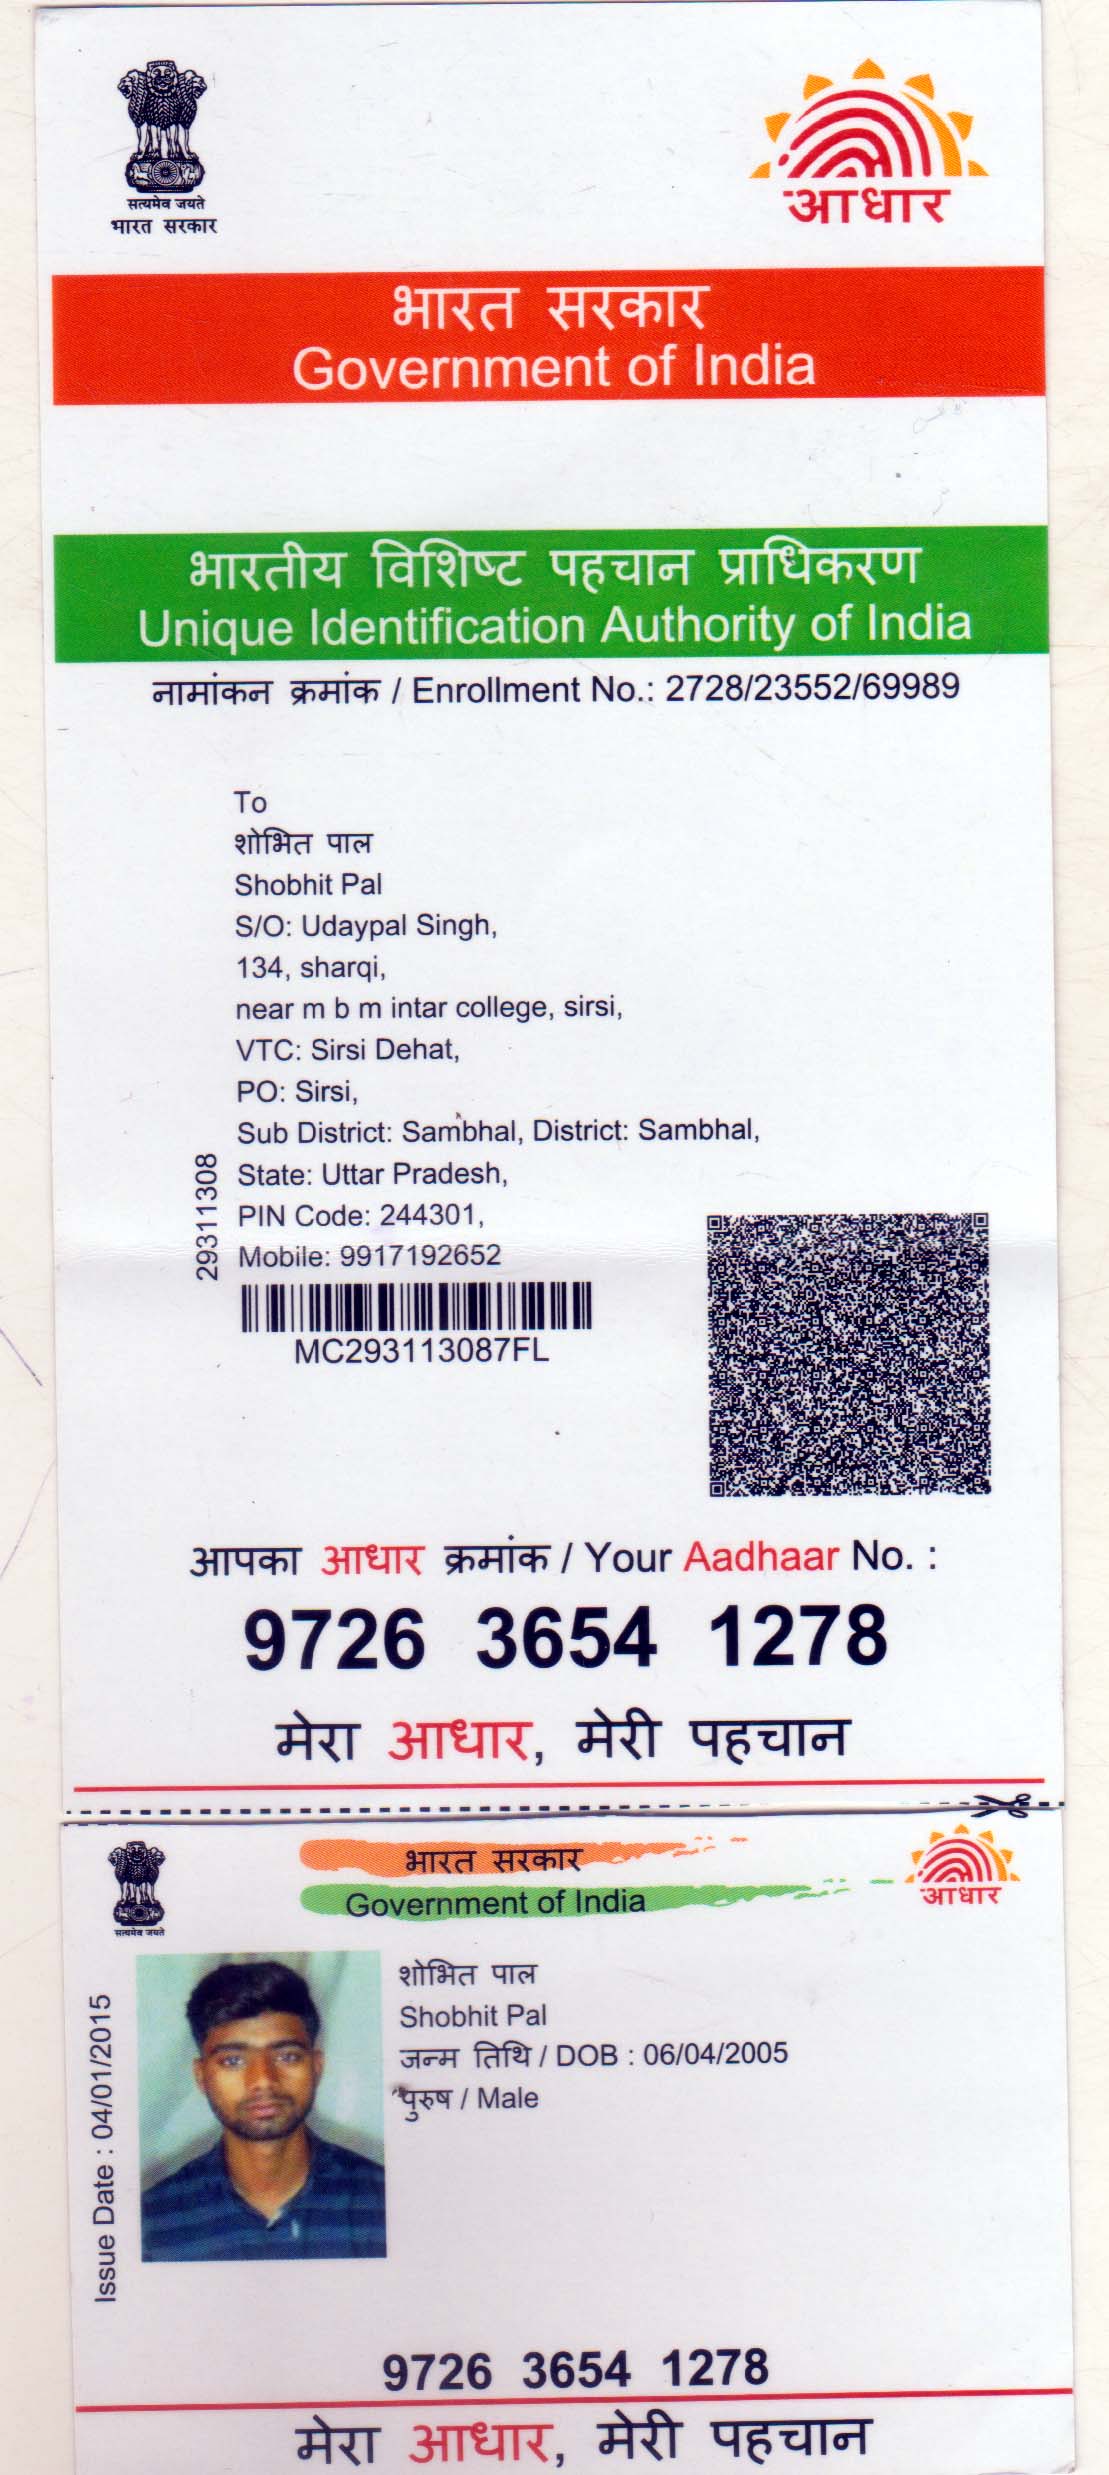 सत्यमेव जयते
भारत सरकार
आधार
भारत सरकार
Government of India
भारतीय विशिष्ट पहचान प्राधिकरण
Unique Identification Authority of India
नामांकन क्रमांक / Enrollment No.: 2728/23552/69989
To
शोभित पाल
Shobhit Pal
S/O: Udaypal Singh,
134, sharqi,
near m b m intar college, sirsi,
VTC: Sirsi Dehat,
PO: Sirsi,
Sub District: Sambhal, District: Sambhal,
State: Uttar Pradesh,
PIN Code: 244301,
Mobile: 9917192652
29311308
MC293113087FL
आपका आधार क्रमांक / Your Aadhaar No. :
9726 3654 1278
मेरा आधार, मेरी पहचान
भारत सरकार
Government of India
सत्यमेव जयते
आधार
Issue Date : 04/01/2015
शोभित पाल
Shobhit Pal
जन्म तिथि / DOB : 06/04/2005
पुरुष / Male
9726 3654 1278
मेरा आधार, मेरी पहचान